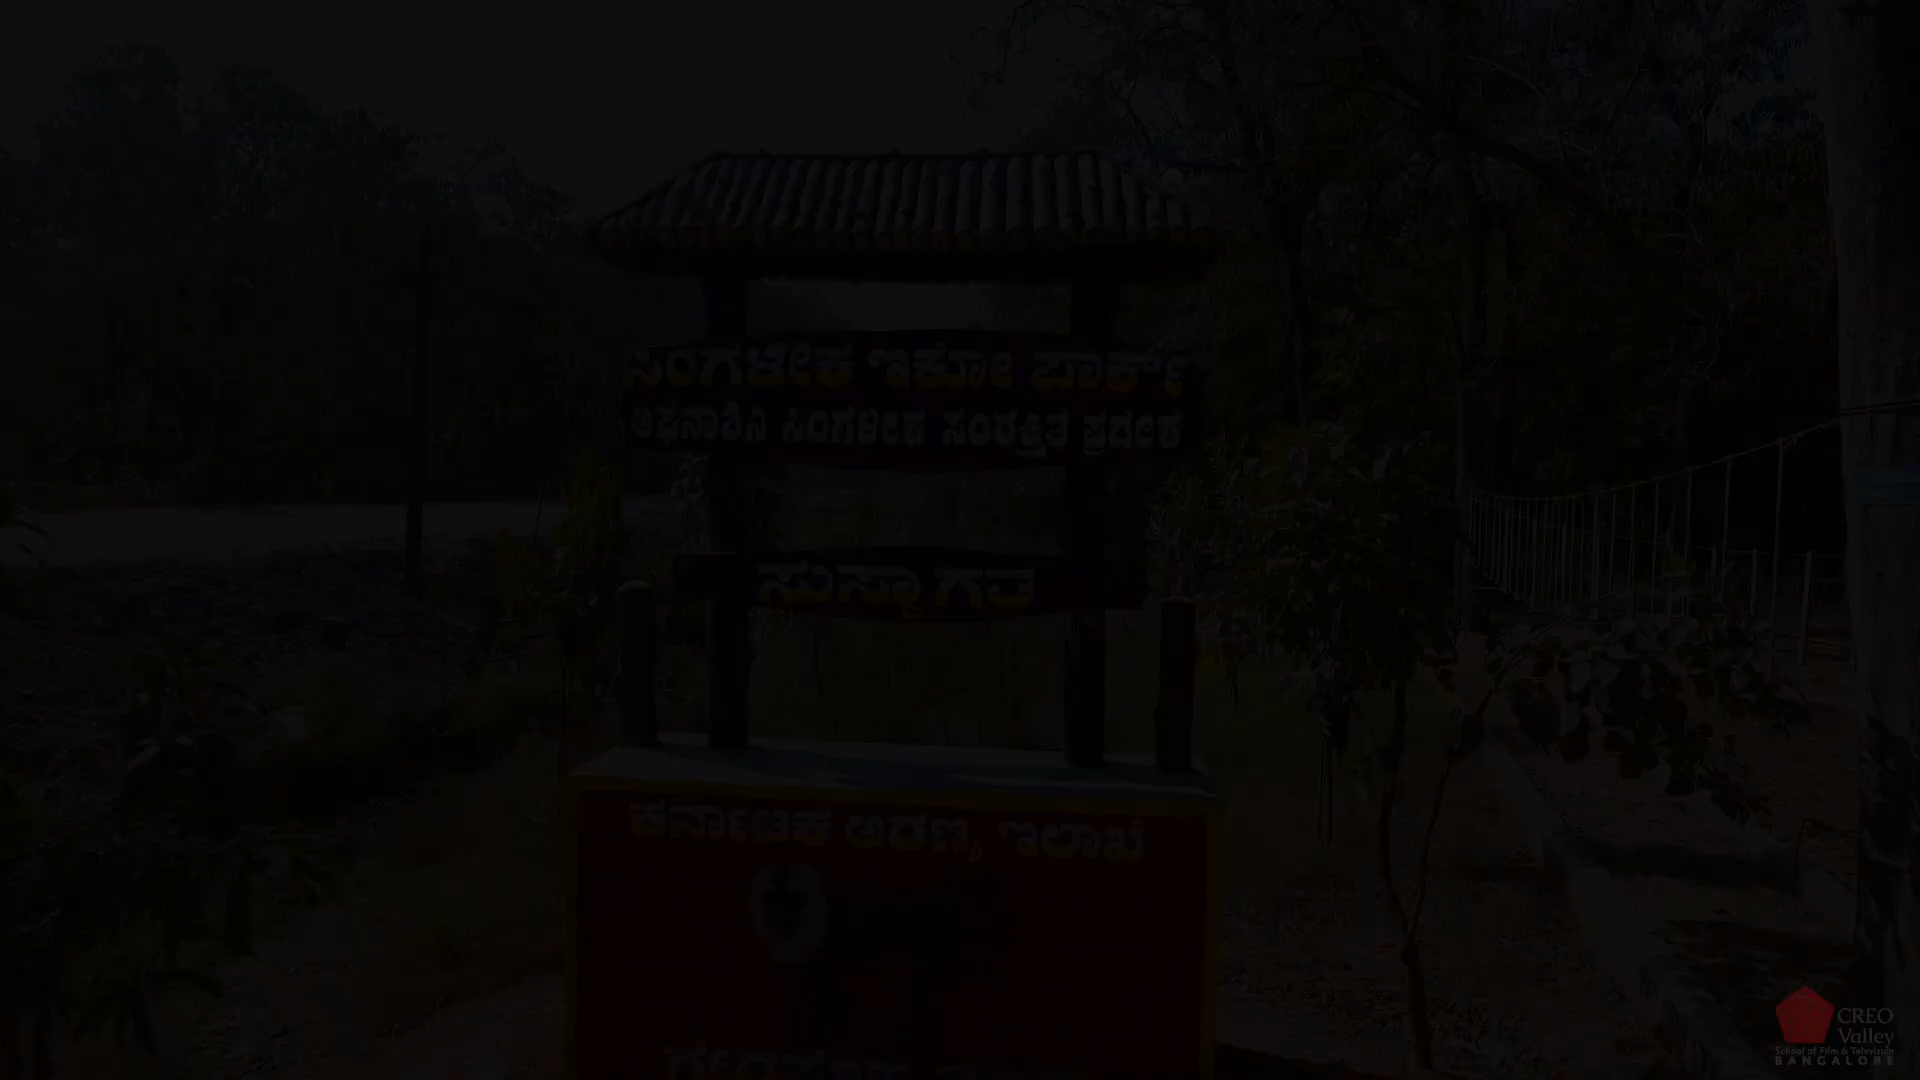 ಸಿಂಗಳೀಕ ಇಕೋ ಪಾರ್ಕ್
ಅಘನಾಶಿನಿ ಸಿಂಗಳೀಕ ಸಂರಕ್ಷಿತ ಪ್ರದೇಶ
ಸುಸ್ವಾಗತ
ಕರ್ನಾಟಕ ಅರಣ್ಯ ಇಲಾಖೆ
CREO
Valley
School of Film & Television
BANGALORE